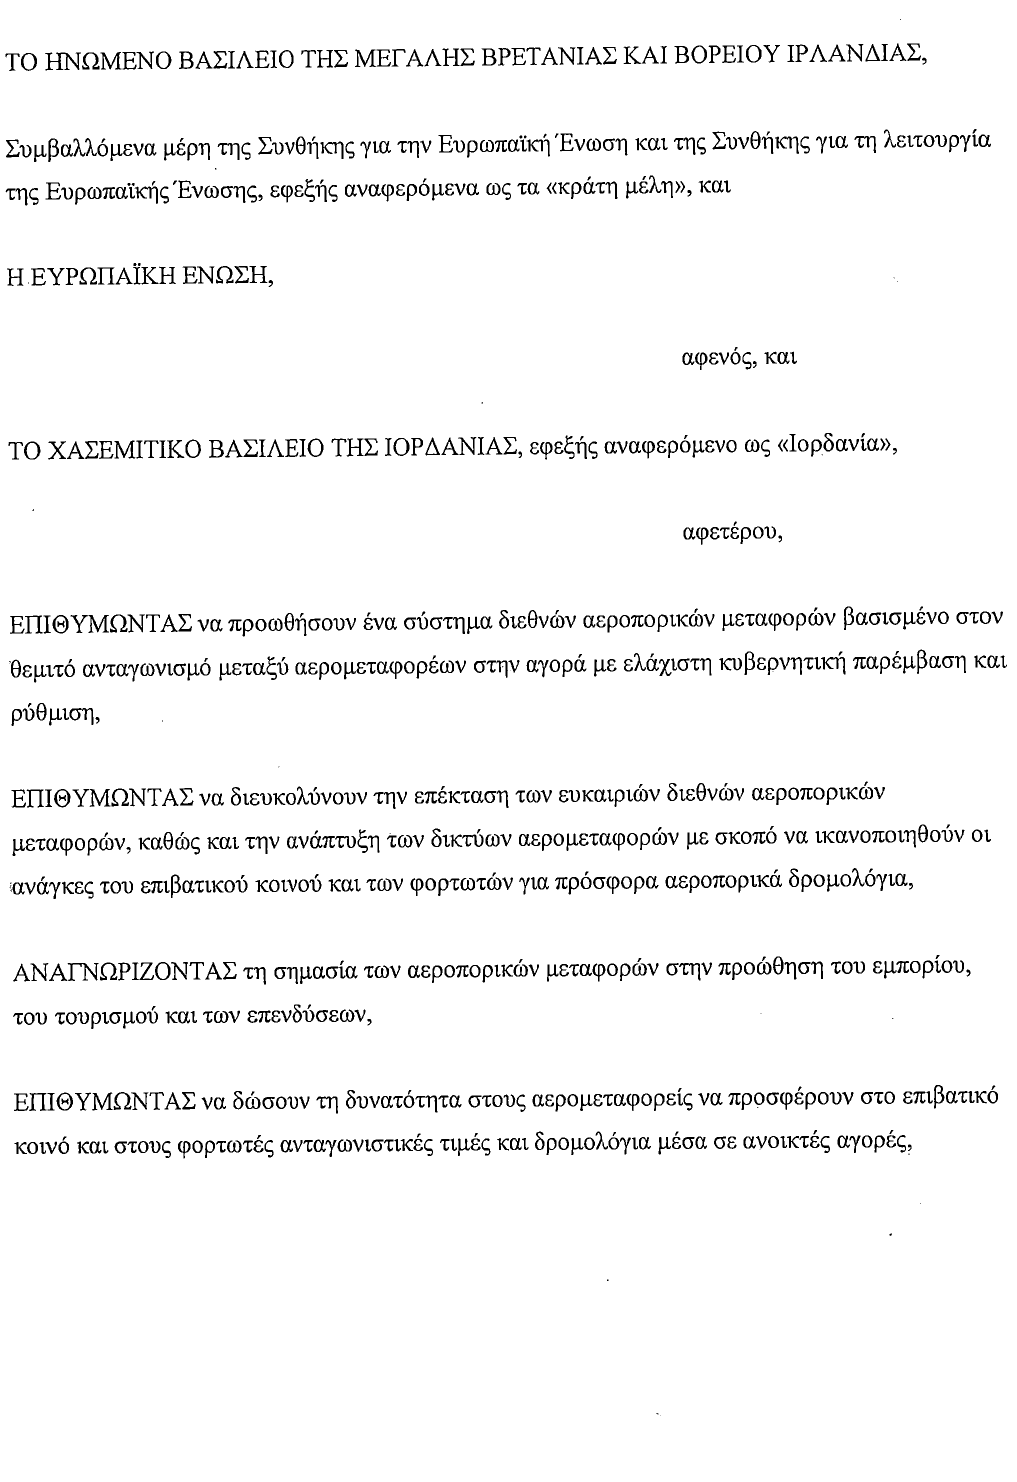 ΤΟ ΗΝΩΜΕΝΟ ΒΑΣΙΛΕΙΟ ΤΗΣ ΜΕΓΑΛΗΣ ΒΡΕΤΑΝΙΑΣ ΚΑΙ ΒΟΡΕΙΟΥ ΙΡΛΑΝΔΙΑΣ,
Συμβαλλόμενα μέρη της Συνθήκης για την Ευρωπαϊκή Ένωση και της Συνθήκης για τη λειτουργία
της Ευρωπαϊκής Ένωσης, εφεξής αναφερόμενα ως τα «κράτη μέλη», και
Η ΕΥΡΩΠΑΪΚΗ ΕΝΩΣΗ,
αφενός, και
ΤΟ ΧΑΣΕΜΙΤΙΚΟ ΒΑΣΙΛΕΙΟ ΤΗΣ ΙΟΡΔΑΝΙΑΣ, εφεξής αναφερόμενο ως «Ιορδανία»,
αφετέρου,
ΕΠΙΘΥΜΩΝΤΑΣ να προωθήσουν ένα σύστημα διεθνών αεροπορικών μεταφορών βασισμένο στον
θεμιτό ανταγωνισμό μεταξύ αερομεταφορέων στην αγορά με ελάχιστη κυβερνητική παρέμβαση και
ρύθμιση,
ΕΠΙΘΥΜΩΝΤΑΣ να διευκολύνουν την επέκταση των ευκαιριών διεθνών αεροπορικών
μεταφορών, καθώς και την ανάπτυξη των δικτύων αερομεταφορών με σκοπό να ικανοποιηθούν οι
ανάγκες του επιβατικού κοινού και των φορτωτών για πρόσφορα αεροπορικά δρομολόγια,
ΑΝΑΓΝΩΡΙΖΟΝΤΑΣ τη σημασία των αεροπορικών μεταφορών στην προώθηση του εμπορίου,
του τουρισμού και των επενδύσεων,
ΕΠΙΘΥΜΩΝΤΑΣ να δώσουν τη δυνατότητα στους αερομεταφορείς να προσφέρουν στο επιβατικό
κοινό και στους φορτωτές ανταγωνιστικές τιμές και δρομολόγια μέσα σε ανοικτές αγορές,